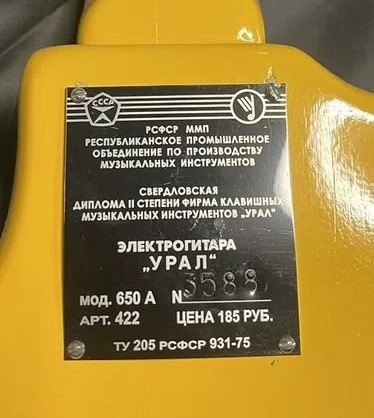 СССР
РСФСР ММП
РЕСПУБЛИКАНСКОЕ ПРОМЫШЛЕННОЕ
ОБЪЕДИНЕНИЕ ПО ПРОИЗВОДСТВУ
МУЗЫКАЛЬНЫХ ИНСТРУМЕНТОВ
СВЕРДЛОВСКАЯ
ДИПЛОМА II СТЕПЕНИ ФИРМА КЛАВИШНЫХ
МУЗЫКАЛЬНЫХ ИНСТРУМЕНТОВ „УРАЛ"
ЭЛЕКТРОГИТАРА
„УРАЛ"
МОД. 650 А N 3588
АРТ. 422 ЦЕНА 185 РУБ.
ТУ 205 РСФСР 931-75